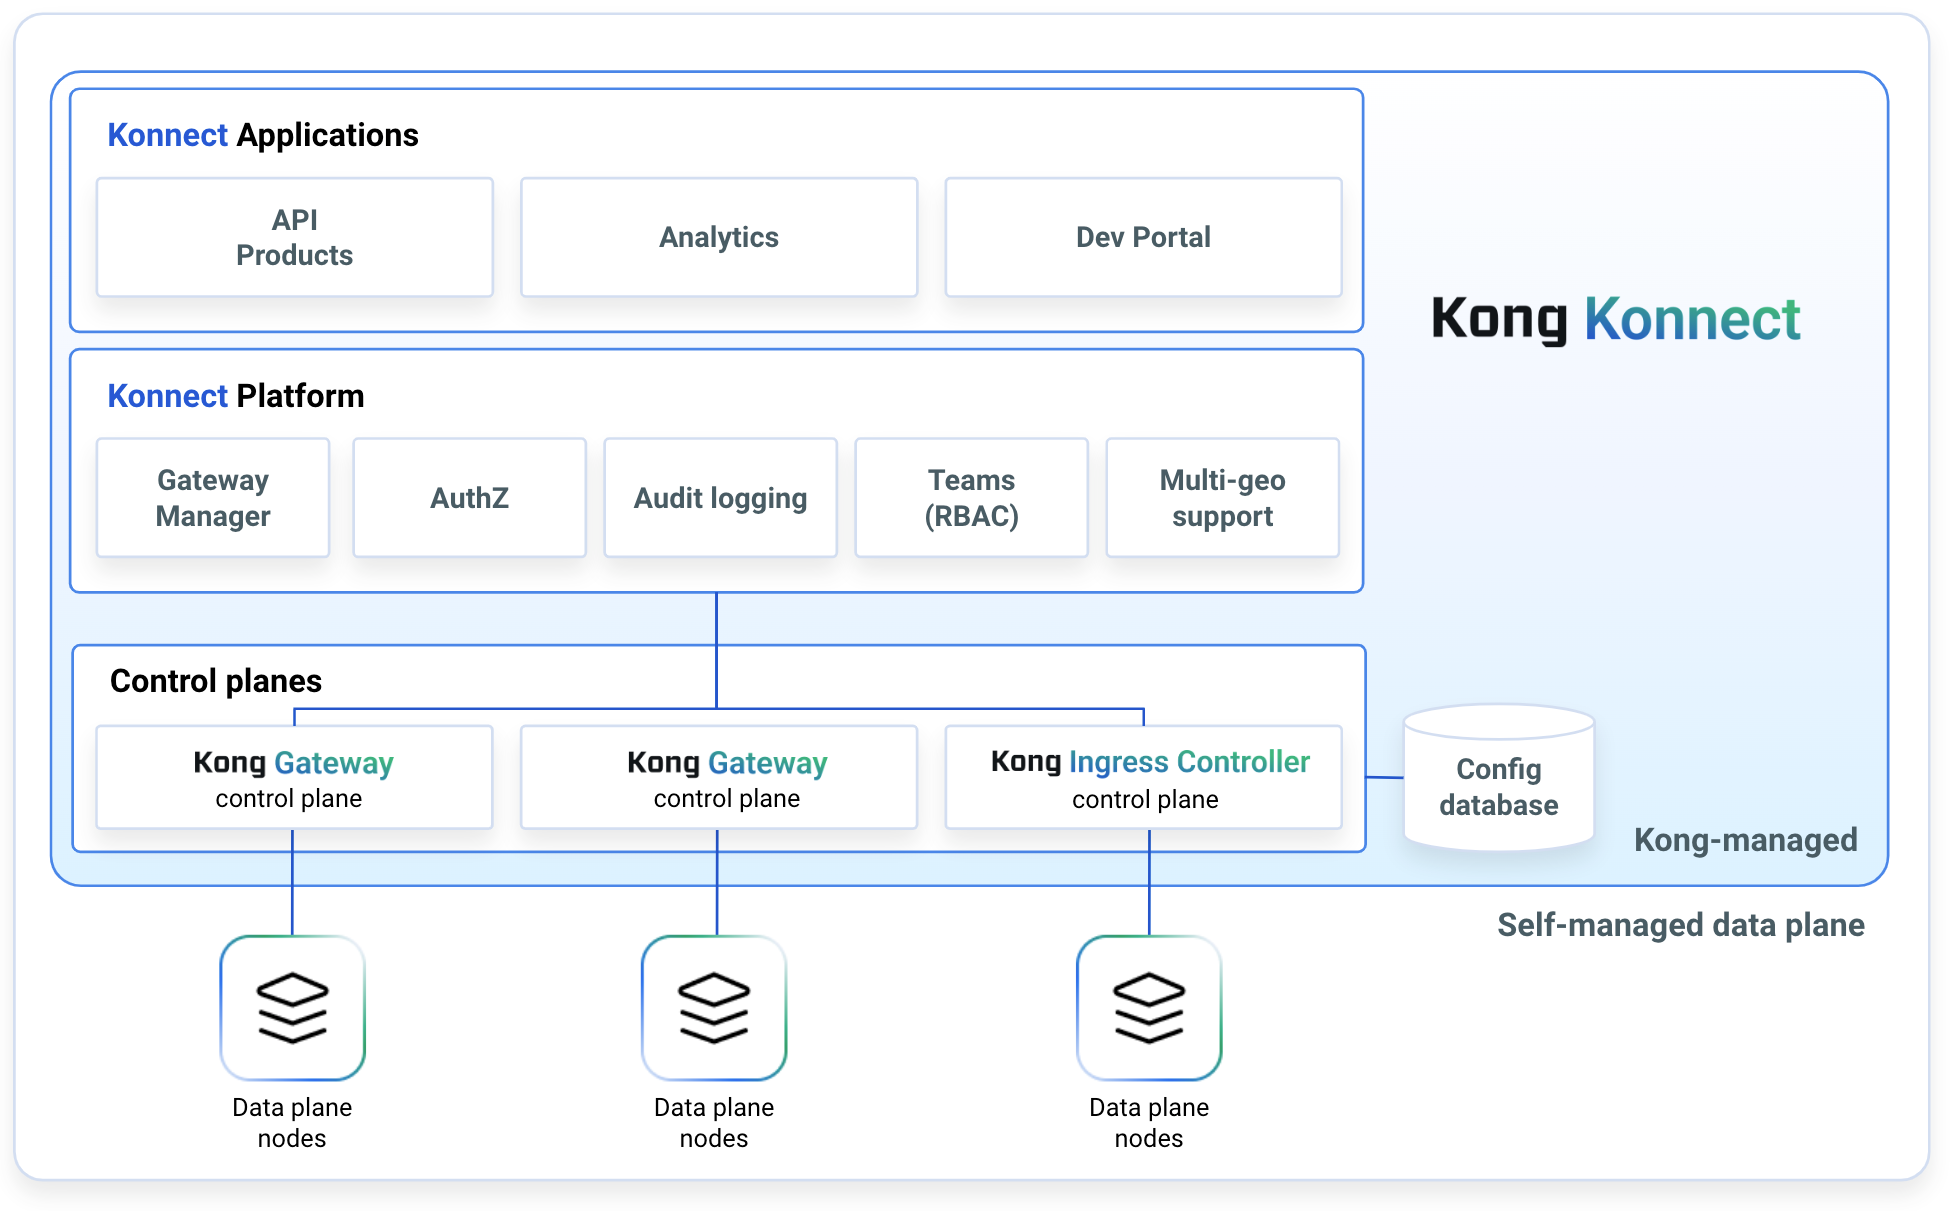 Konnect Applications
API
Products
Analytics
Dev Portal
Kong Konnect
Konnect Platform
Gateway
Manager
AuthZ
Audit logging
Teams
(RBAC)
Multi-geo
support
Control planes
Kong Gateway
control plane
Kong Gateway
control plane
Kong Ingress Controller
control plane
Config
database
Kong-managed
Self-managed data plane
Data plane
nodes
Data plane
nodes
Data plane
nodes